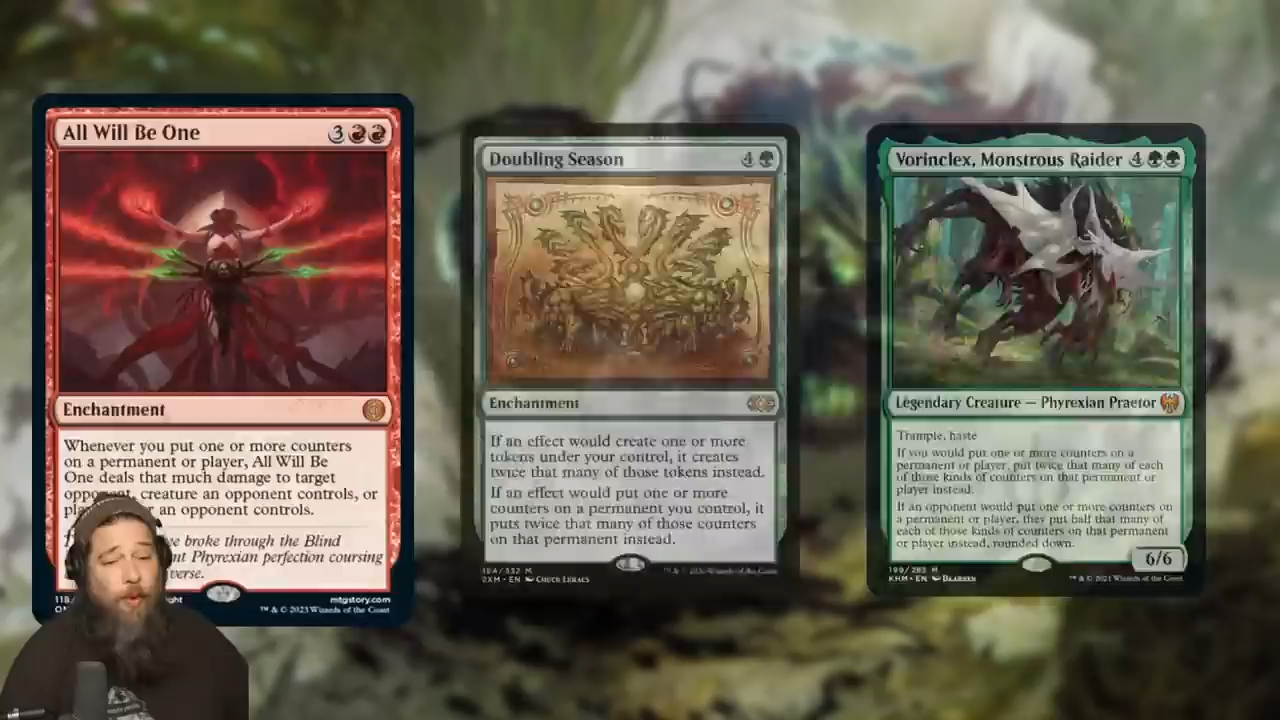 All Will Be One 3
Enchantment
Whenever you put one or more counters
on a permanent or player, All Will Be
One deals that much damage to target
opponent, creature an opponent controls, or
an opponent controls.
broke through the Blind
Phyrexian perfection coursing
verse.
118
mtgstory.com
™ & © 2023 Wizards of the Coast
Doubling Season 4
Enchantment
If an effect would create one or more
tokens under your control, it creates
twice that many of those tokens instead.
If an effect would put one or more
counters on a permanent you control, it
puts twice that many of those counters
on that permanent instead.
2XM • EN
Vorinclex, Monstrous Raider 4
Legendary Creature — Phyrexian Praetor
Trample, haste
If you would put one or more counters on a
permanent or player, put twice that many of each
of those kinds of counters on that permanent or
player instead.
If an opponent would put one or more counters on
a permanent or player, they put half that many of
each of those kinds of counters on that permanent
or player instead, rounded down.
6/6
199/285 M
KHM • EN
™ & © 2021 Wizards of the Coast